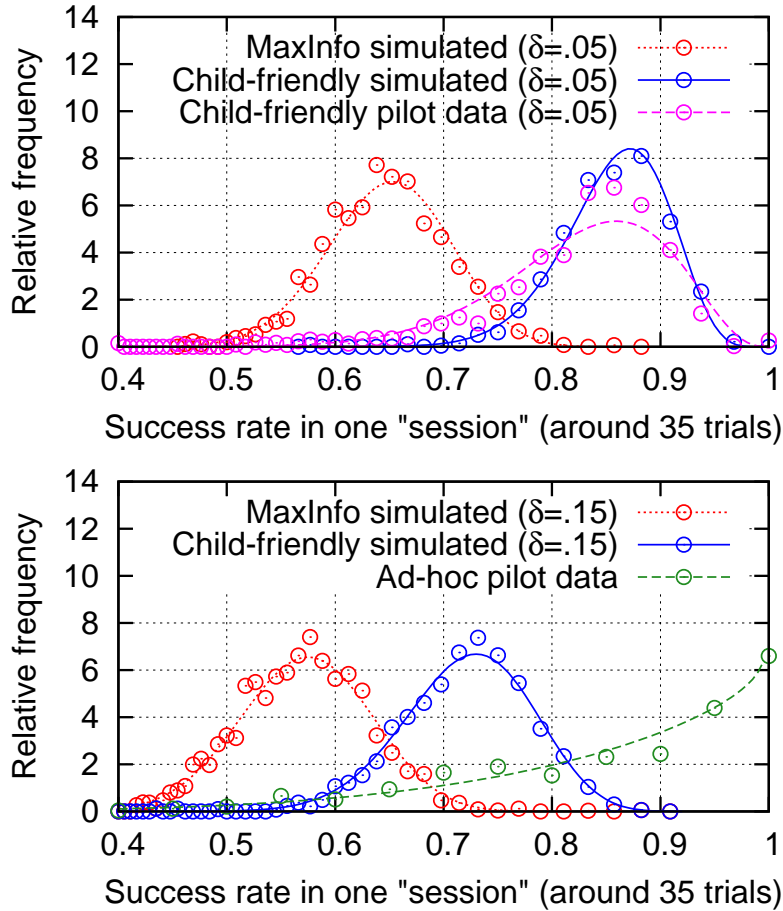 14
12
10
8
6
4
2
0
Relative frequency
MaxInfo simulated (δ=.05)
Child-friendly simulated (δ=.05)
Child-friendly pilot data (δ=.05)
0.4 0.5 0.6 0.7 0.8 0.9 1
Success rate in one "session" (around 35 trials)
14
12
10
8
6
4
2
0
Relative frequency
MaxInfo simulated (δ=.15)
Child-friendly simulated (δ=.15)
Ad-hoc pilot data
0.4 0.5 0.6 0.7 0.8 0.9 1
Success rate in one "session" (around 35 trials)